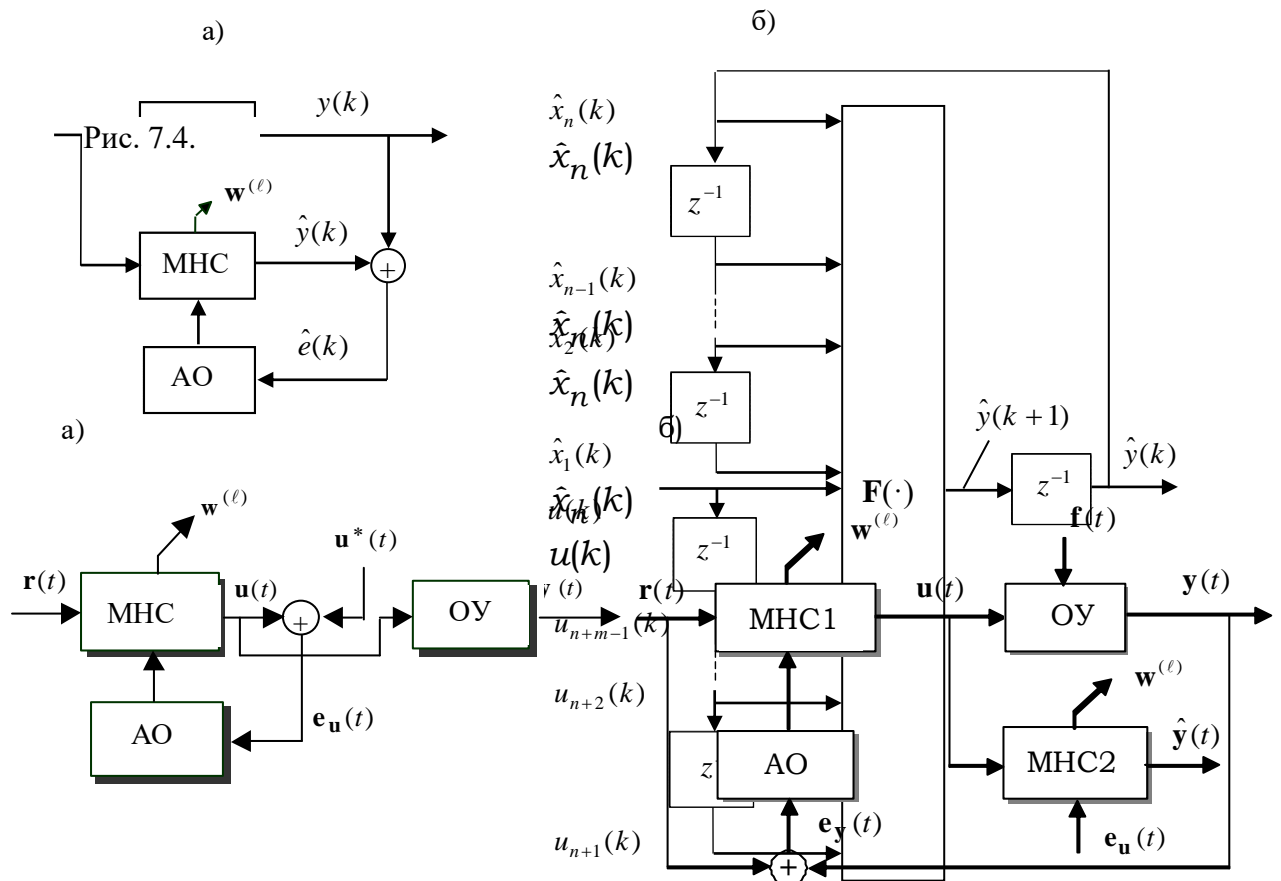 а)
б)
y(k)
Рис. 7.4.
w^(ℓ)
ŷ(k)
МНС
+
ê(k)
АО
x̂_n(k)
x̂_n(k)
z^−1
x̂_{n−1}(k)
x̂_n(k)
x̂_2(k)
x̂_n(k)
z^−1
x̂_1(k)
x̂_n(k)
u(k)
u(k)
z^−1
F(·)
ŷ(k+1)
z^−1
ŷ(k)
u_{n+m−1}(k)
u_{n+2}(k)
z
u_{n+1}(k)
а)
w^(ℓ)
u*(t)
r(t)
МНС
u(t)
+
ОУ
(t)
АО
e_u(t)
б)
w^(ℓ)
f(t)
r(t)
МНС1
u(t)
ОУ
y(t)
w^(ℓ)
АО
МНС2
ŷ(t)
e_y(t)
e_u(t)
+